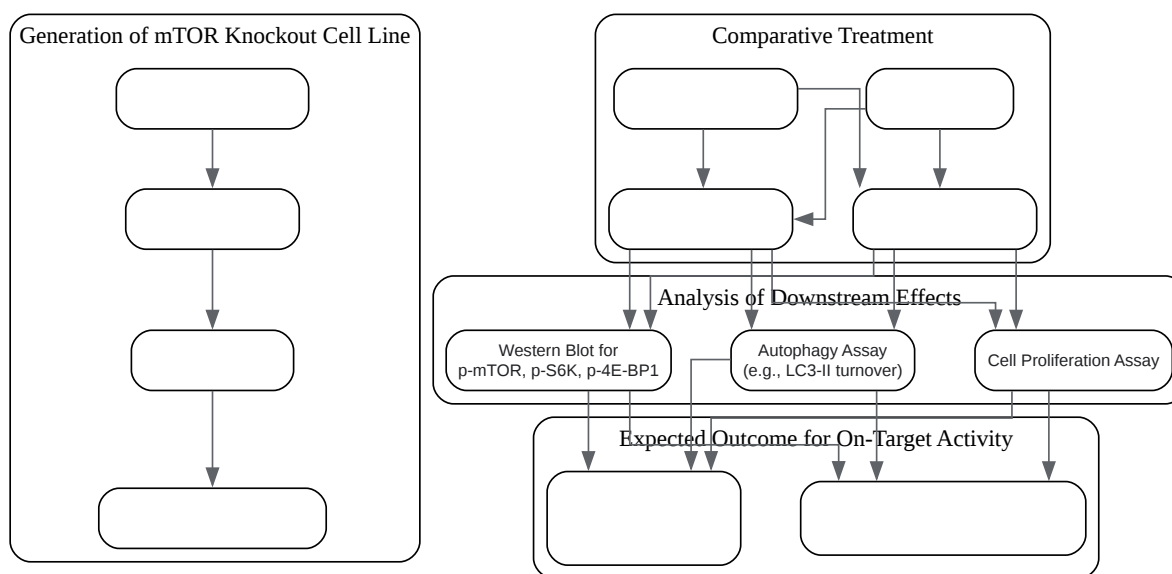 Generation of mTOR Knockout Cell Line
Comparative Treatment
Analysis of Downstream Effects
Western Blot for
p-mTOR, p-S6K, p-4E-BP1
Autophagy Assay
(e.g., LC3-II turnover)
Cell Proliferation Assay
Expected Outcome for On-Target Activity